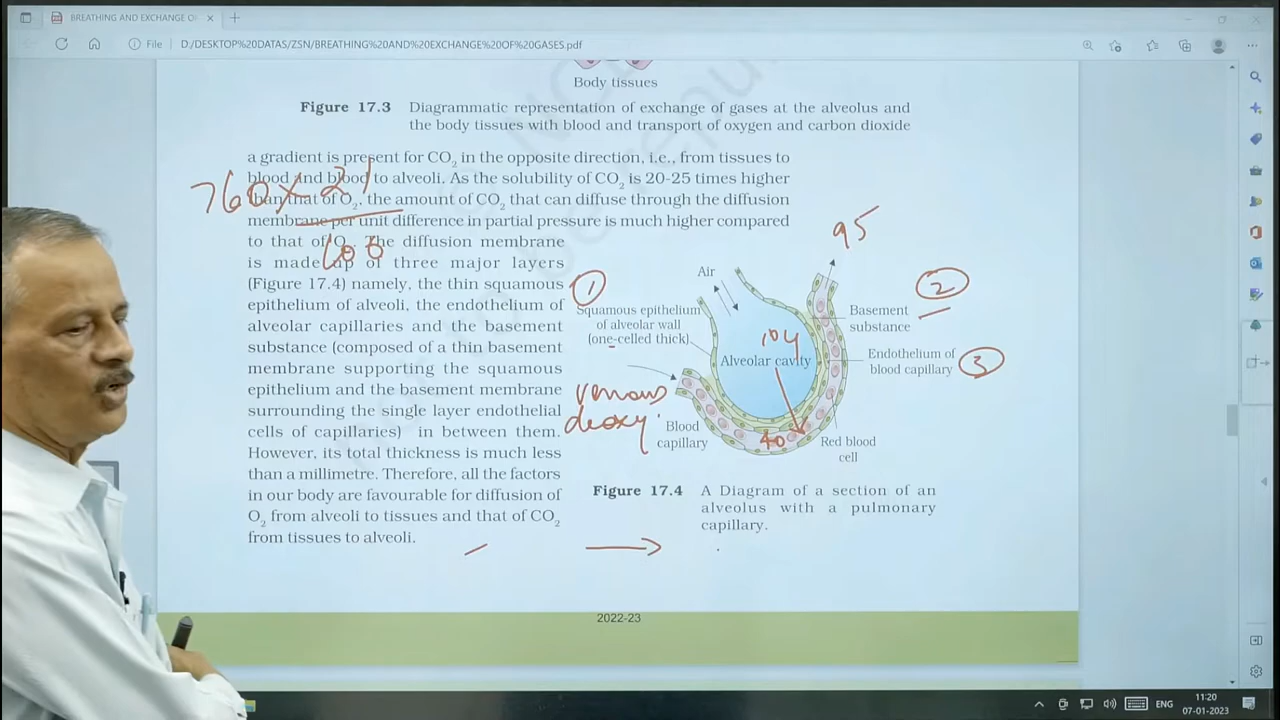 BREATHING AND EXCHANGE OF
File
D:/DESKTOP%20DATAS/ZSN/BREATHING%20AND%20EXCHANGE%20OF%20GASES.pdf
Body tissues
Figure 17.3 Diagrammatic representation of exchange of gases at the alveolus and
the body tissues with blood and transport of oxygen and carbon dioxide
a gradient is present for CO2 in the opposite direction, i.e., from tissues to
blood and blood to alveoli. As the solubility of CO2 is 20-25 times higher
than that of O2, the amount of CO2 that can diffuse through the diffusion
membrane per unit difference in partial pressure is much higher compared
to that of O2. The diffusion membrane
is made up of three major layers
(Figure 17.4) namely, the thin squamous
epithelium of alveoli, the endothelium of
alveolar capillaries and the basement
substance (composed of a thin basement
membrane supporting the squamous
epithelium and the basement membrane
surrounding the single layer endothelial
cells of capillaries) in between them.
However, its total thickness is much less
than a millimetre. Therefore, all the factors
in our body are favourable for diffusion of
O2 from alveoli to tissues and that of CO2
from tissues to alveoli.
760 X 21
100
95
Air
1
Squamous epithelium
of alveolar wall
(one-celled thick)
2
Basement
substance
104
Alveolar cavity
Endothelium of
blood capillary
3
venous
deoxy
Blood
capillary
40
Red blood
cell
Figure 17.4 A Diagram of a section of an
alveolus with a pulmonary
capillary.
2022-23
ENG
11:20
07-01-2023